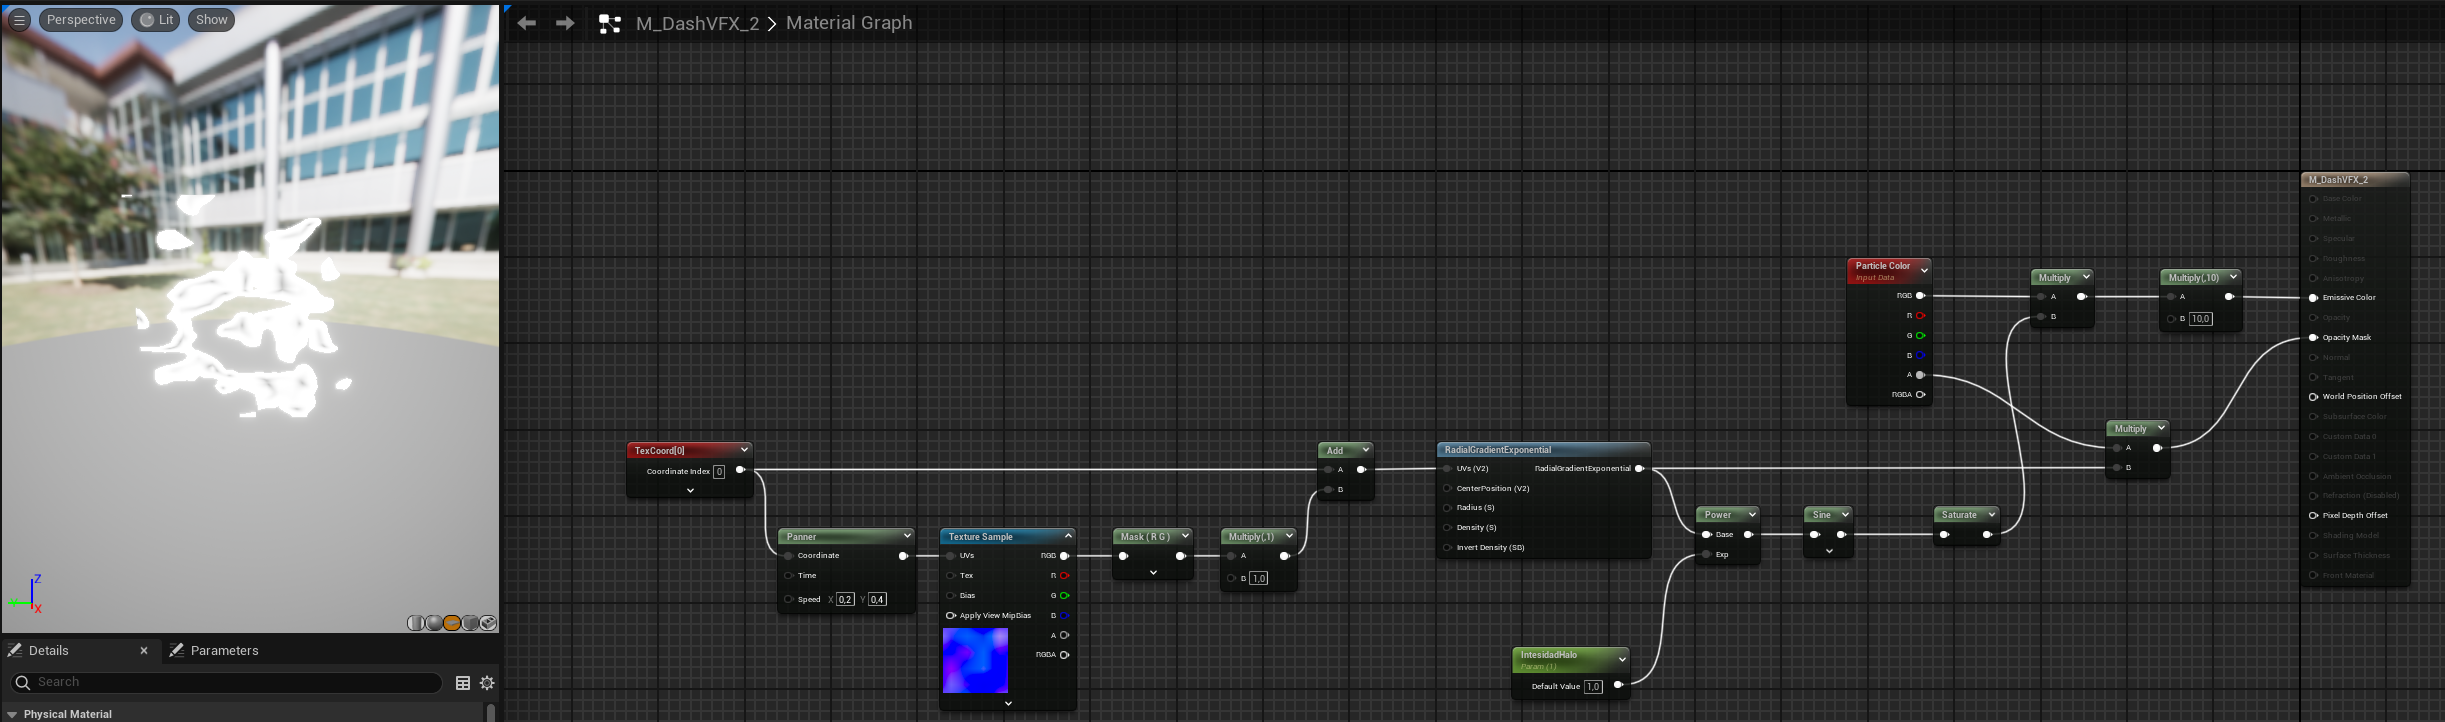 Perspective Lit Show
M_DashVFX_2 > Material Graph
M_DashVFX_2
Base Color
Metallic
Specular
Roughness
Anisotropy
Emissive Color
Opacity
Opacity Mask
Normal
Tangent
World Position Offset
Subsurface Color
Custom Data 0
Custom Data 1
Ambient Occlusion
Refraction (Disabled)
Pixel Depth Offset
Shading Model
Surface Thickness
Front Material
Particle Color
Input Data
RGB
R
G
B
A
RGBA
Multiply
A
B
Multiply(,10)
A
B 10,0
Multiply
A
B
TexCoord[0]
Coordinate Index 0
Panner
Coordinate
Time
Speed X 0,2 Y 0,4
Texture Sample
UVs RGB
Tex R
Bias G
Apply View MipBias B
A
RGBA
Mask ( R G )
Multiply(,1)
A
B 1,0
Add
A
B
RadialGradientExponential
UVs (V2) RadialGradientExponential
CenterPosition (V2)
Radius (S)
Density (S)
Invert Density (SB)
Power
Base
Exp
Sine
Saturate
IntesidadHalo
Param (1)
Default Value 1,0
Z
X
Details × Parameters
Search
Physical Material